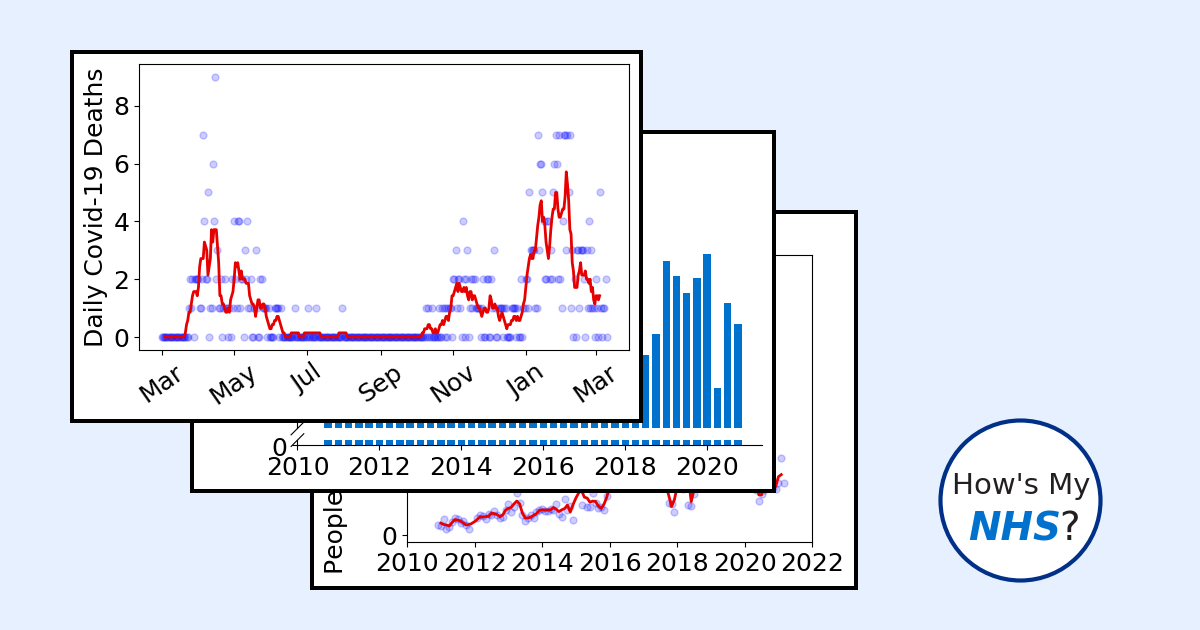 Daily Covid-19 Deaths
8
6
4
2
0
Mar May Jul Sep Nov Jan Mar
0
2010 2012 2014 2016 2018 2020
People
0
2010 2012 2014 2016 2018 2020 2022
How's My
NHS?